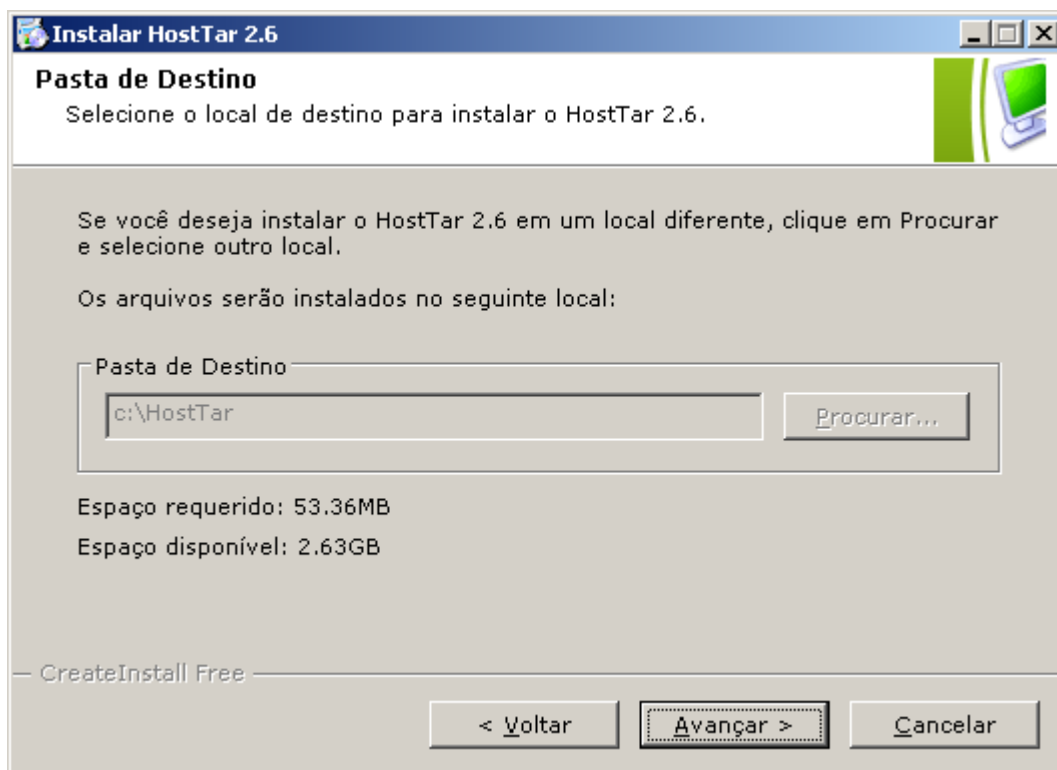 Instalar HostTar 2.6
Pasta de Destino
Selecione o local de destino para instalar o HostTar 2.6.
Se você deseja instalar o HostTar 2.6 em um local diferente, clique em Procurar
e selecione outro local.
Os arquivos serão instalados no seguinte local:
Pasta de Destino
c:\HostTar
Procurar...
Espaço requerido: 53.36MB
Espaço disponível: 2.63GB
CreateInstall Free
< Voltar
Avançar >
Cancelar